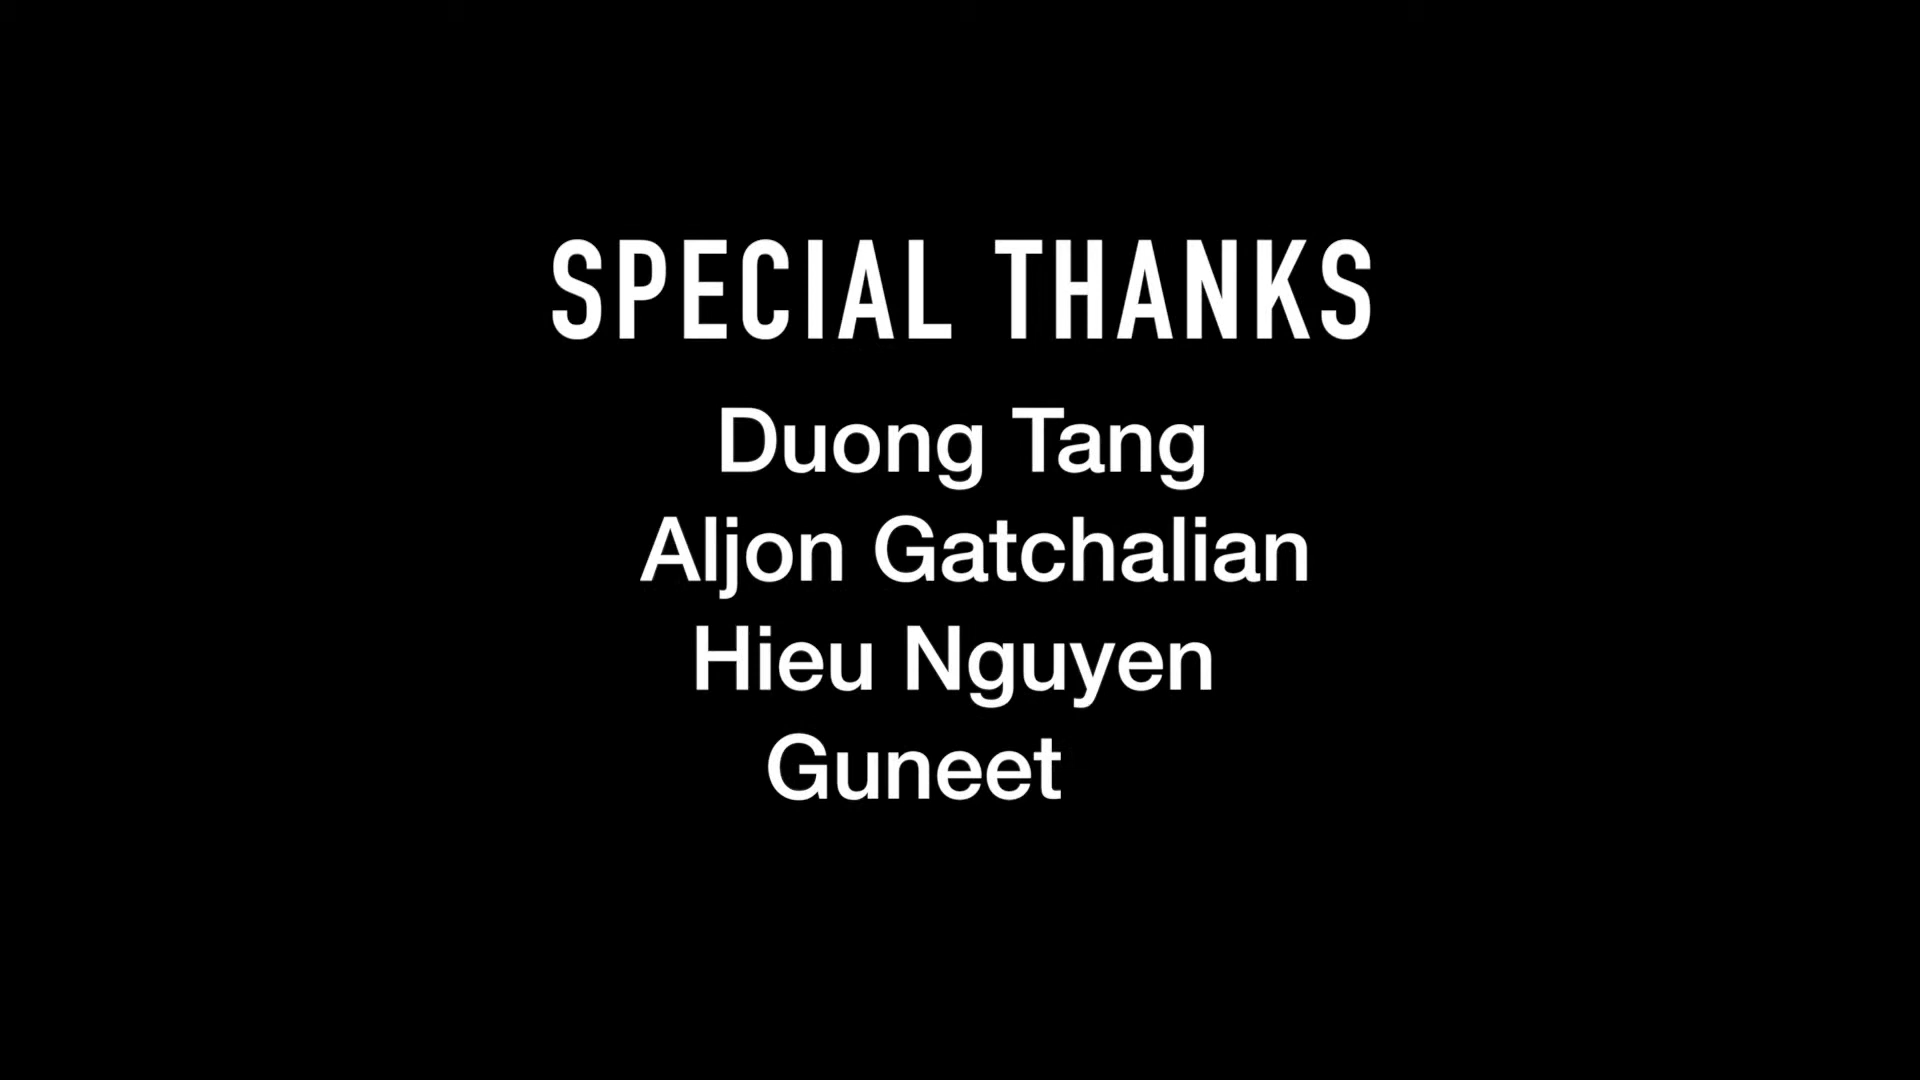 SPECIAL THANKS
Duong Tang
Aljon Gatchalian
Hieu Nguyen
Guneet